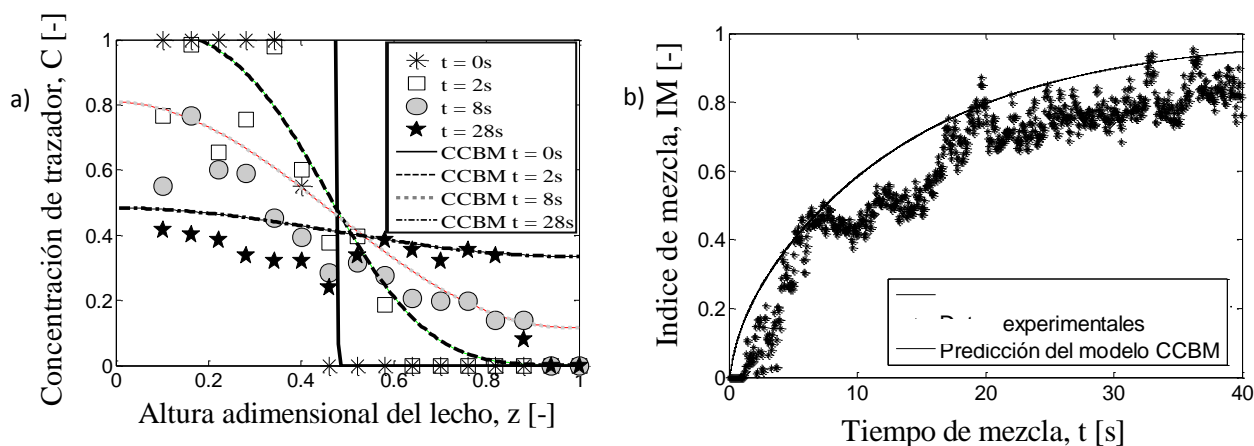 a)
Concentración de trazador, C [-]
1
0.8
0.6
0.4
0.2
0
0
0.2
0.4
0.6
0.8
1
Altura adimensional del lecho, z [-]
t = 0s
t = 2s
t = 8s
t = 28s
CCBM t = 0s
CCBM t = 2s
CCBM t = 8s
CCBM t = 28s
b)
Indice de mezcla, IM [-]
1
0.8
0.6
0.4
0.2
0
0
10
20
30
40
Tiempo de mezcla, t [s]
experimentales
Predicción del modelo CCBM